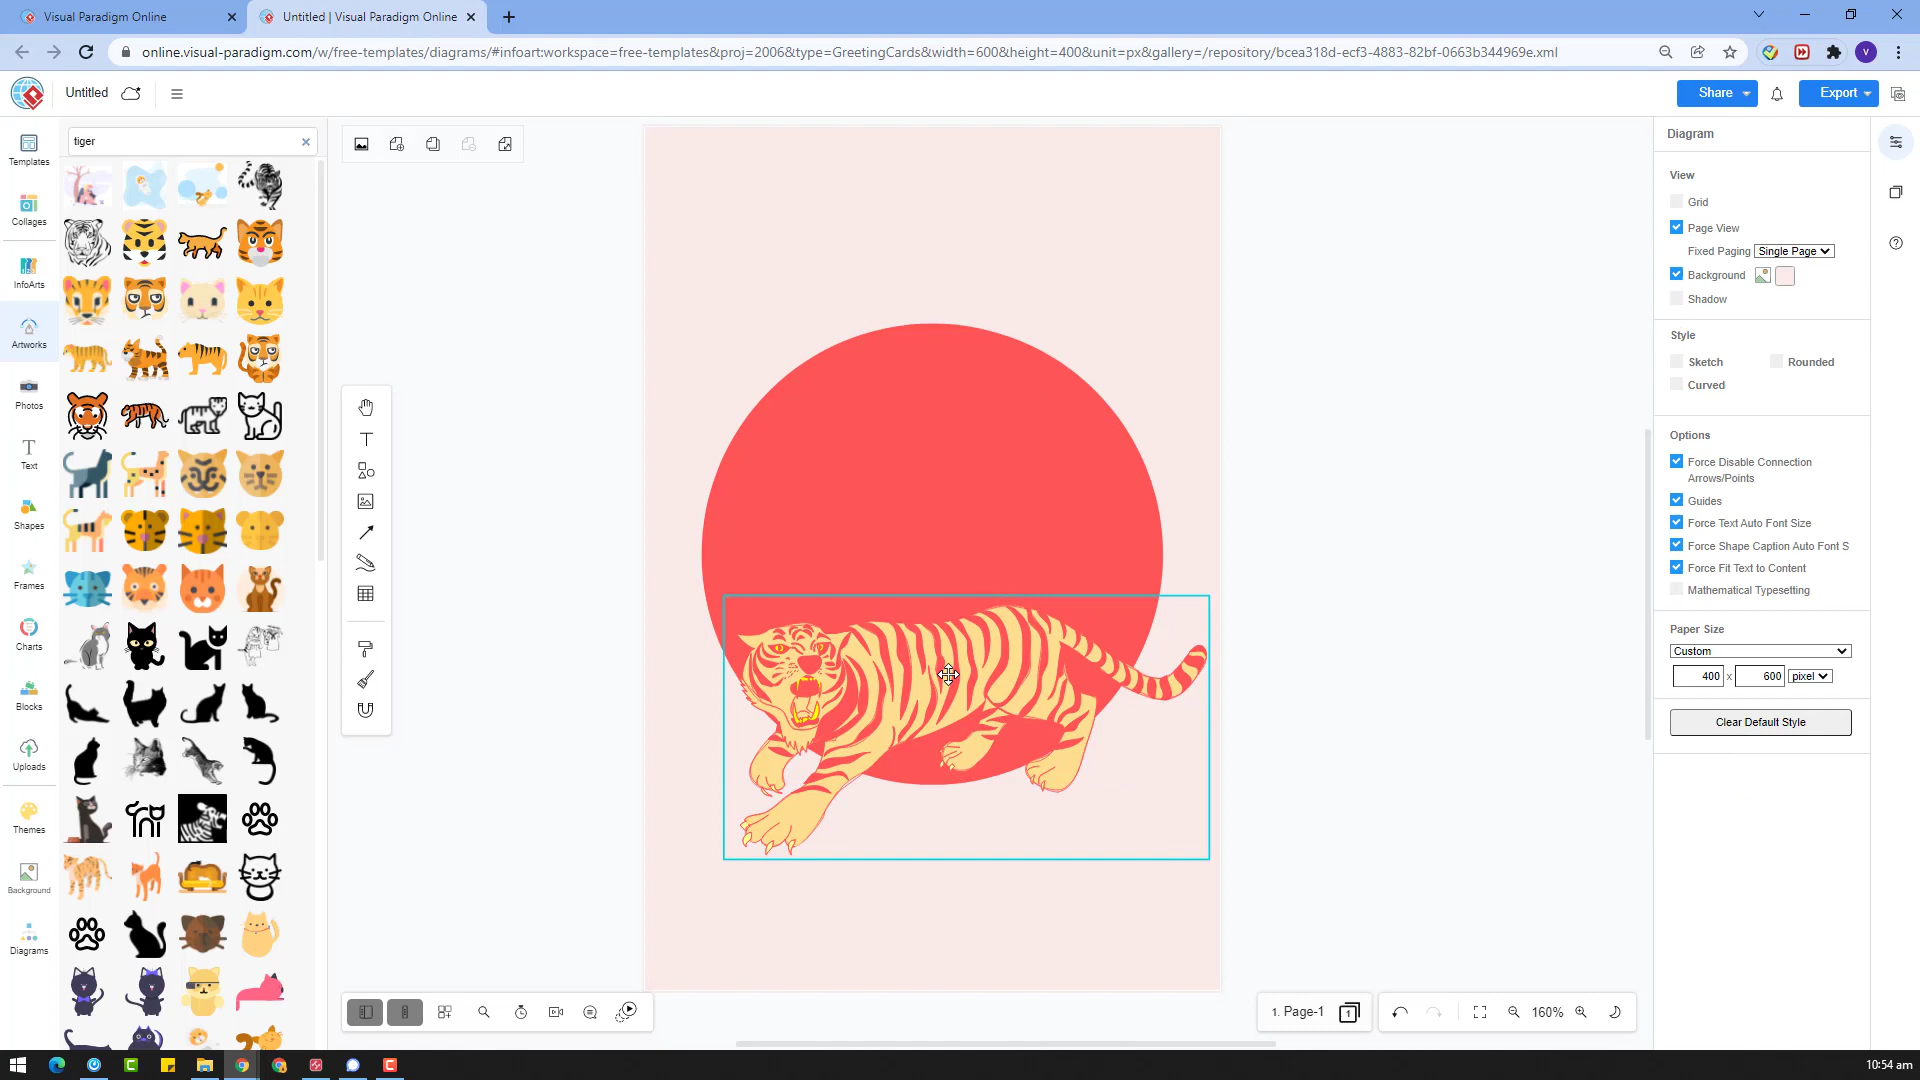 Visual Paradigm Online
Untitled | Visual Paradigm Online
online.visual-paradigm.com/w/free-templates/diagrams/#infoart:workspace=free-templates&proj=2006&type=GreetingCards&width=600&height=400&unit=px&gallery=/repository/bcea318d-ecf3-4883-82bf-0663b344969e.xml
V
Untitled
Share
Export
tiger
Templates
Collages
InfoArts
Artworks
Photos
Text
Shapes
Frames
Charts
Blocks
Uploads
Themes
Background
Diagrams
Diagram
View
Grid
Page View
Fixed Paging Single Page
Background
Shadow
Style
Sketch Rounded
Curved
Options
Force Disable Connection
Arrows/Points
Guides
Force Text Auto Font Size
Force Shape Caption Auto Font S
Force Fit Text to Content
Mathematical Typesetting
Paper Size
Custom
400 x 600 pixel
Clear Default Style
1. Page-1 1
160%
10:54 am